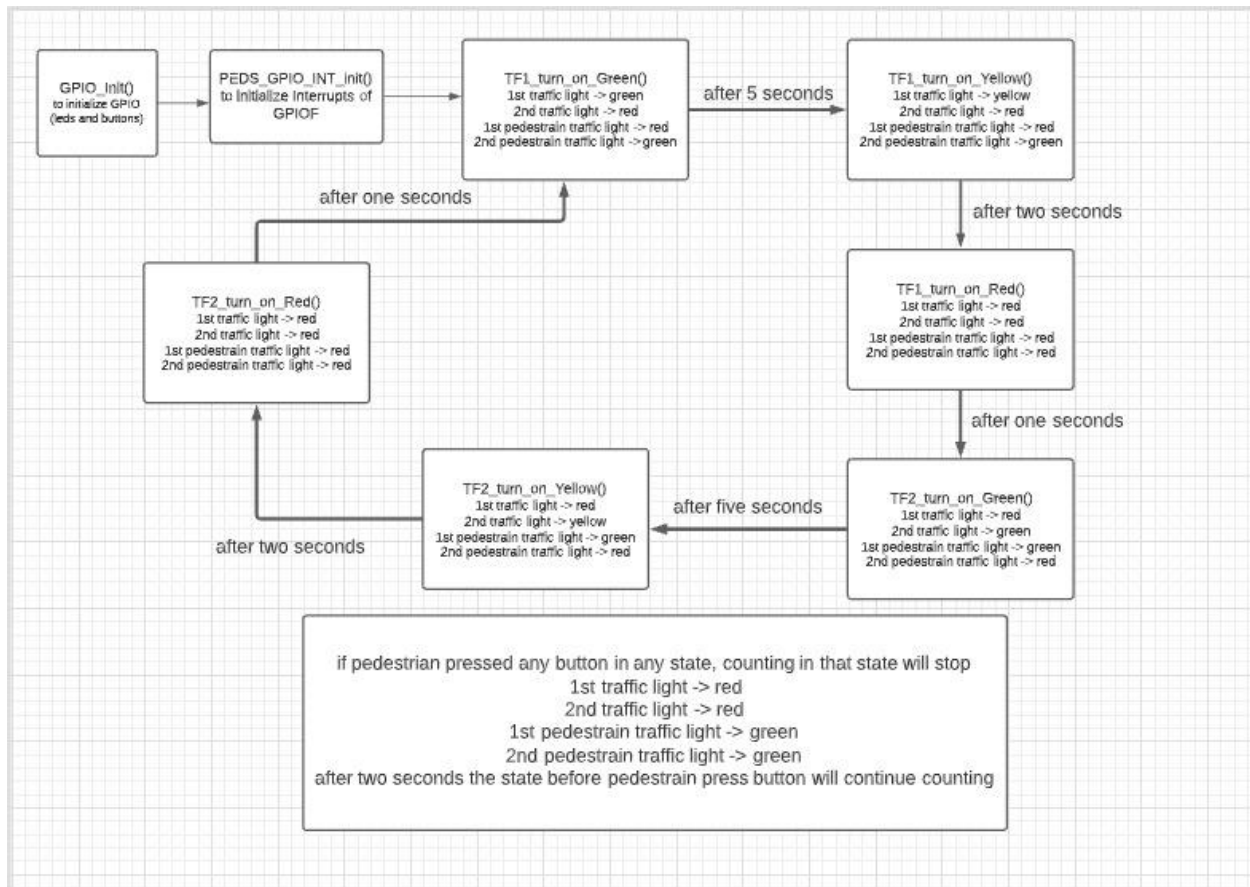 GPIO_Init()
to initialize GPIO
(leds and buttons)
PEDS_GPIO_INT_init()
to initialize Interrupts of
GPIOF
TF1_turn_on_Green()
1st traffic light -> green
2nd traffic light -> red
1st pedestrain traffic light -> red
2nd pedestrain traffic light ->green
after 5 seconds
TF1_turn_on_Yellow()
1st traffic light -> yellow
2nd traffic light -> red
1st pedestrain traffic light -> red
2nd pedestrain traffic light ->green
after two seconds
TF1_turn_on_Red()
1st traffic light -> red
2nd traffic light -> red
1st pedestrain traffic light -> red
2nd pedestrain traffic light -> red
after one seconds
TF2_turn_on_Green()
1st traffic light -> red
2nd traffic light -> green
1st pedestrain traffic light -> green
2nd pedestrain traffic light -> red
after five seconds
TF2_turn_on_Yellow()
1st traffic light -> red
2nd traffic light -> yellow
1st pedestrain traffic light -> green
2nd pedestrain traffic light -> red
after two seconds
TF2_turn_on_Red()
1st traffic light -> red
2nd traffic light -> red
1st pedestrain traffic light -> red
2nd pedestrain traffic light -> red
after one seconds
if pedestrian pressed any button in any state, counting in that state will stop
1st traffic light -> red
2nd traffic light -> red
1st pedestrain traffic light -> green
2nd pedestrain traffic light -> green
after two seconds the state before pedestrain press button will continue counting